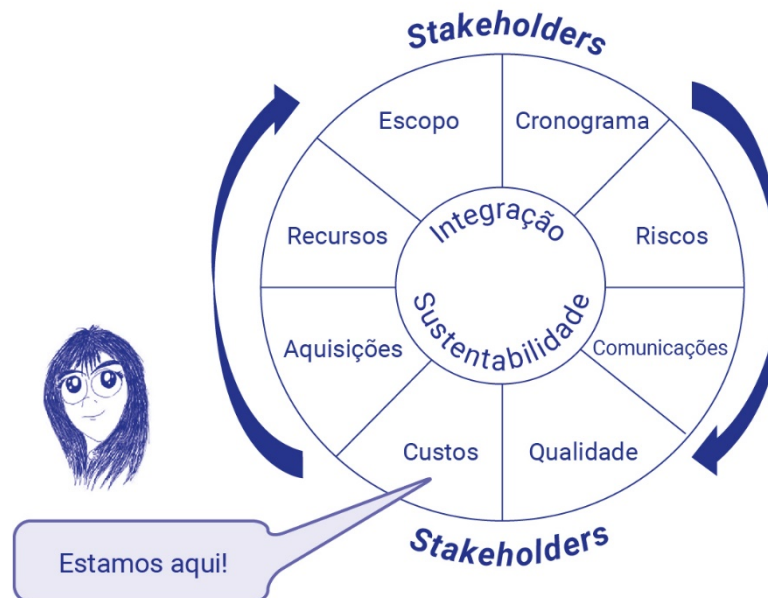 Stakeholders
Escopo
Cronograma
Recursos
Integração
Riscos
Aquisições
Sustentabilidade
Comunicações
Custos
Qualidade
Estamos aqui!
Stakeholders